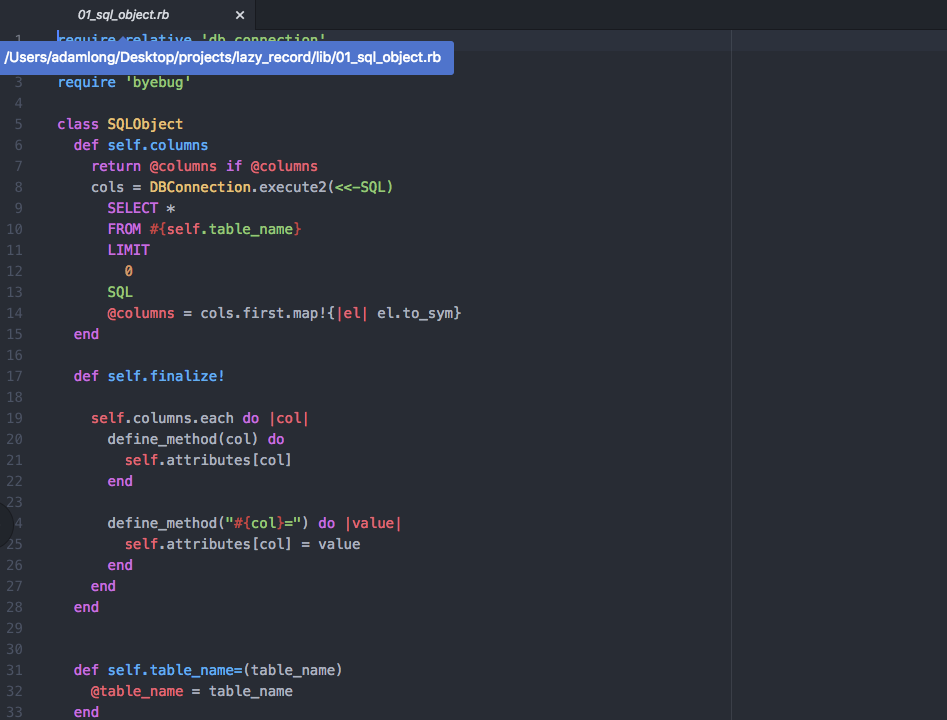 01_sql_object.rb ×
1 require_relative 'db_connection'
/Users/adamlong/Desktop/projects/lazy_record/lib/01_sql_object.rb
3 require 'byebug'
4
5 class SQLObject
6 def self.columns
7 return @columns if @columns
8 cols = DBConnection.execute2(<<-SQL)
9 SELECT *
10 FROM #{self.table_name}
11 LIMIT
12 0
13 SQL
14 @columns = cols.first.map!{|el| el.to_sym}
15 end
16
17 def self.finalize!
18
19 self.columns.each do |col|
20 define_method(col) do
21 self.attributes[col]
22 end
23
4 define_method("#{col}=") do |value|
25 self.attributes[col] = value
26 end
27 end
28 end
29
30
31 def self.table_name=(table_name)
32 @table_name = table_name
33 end